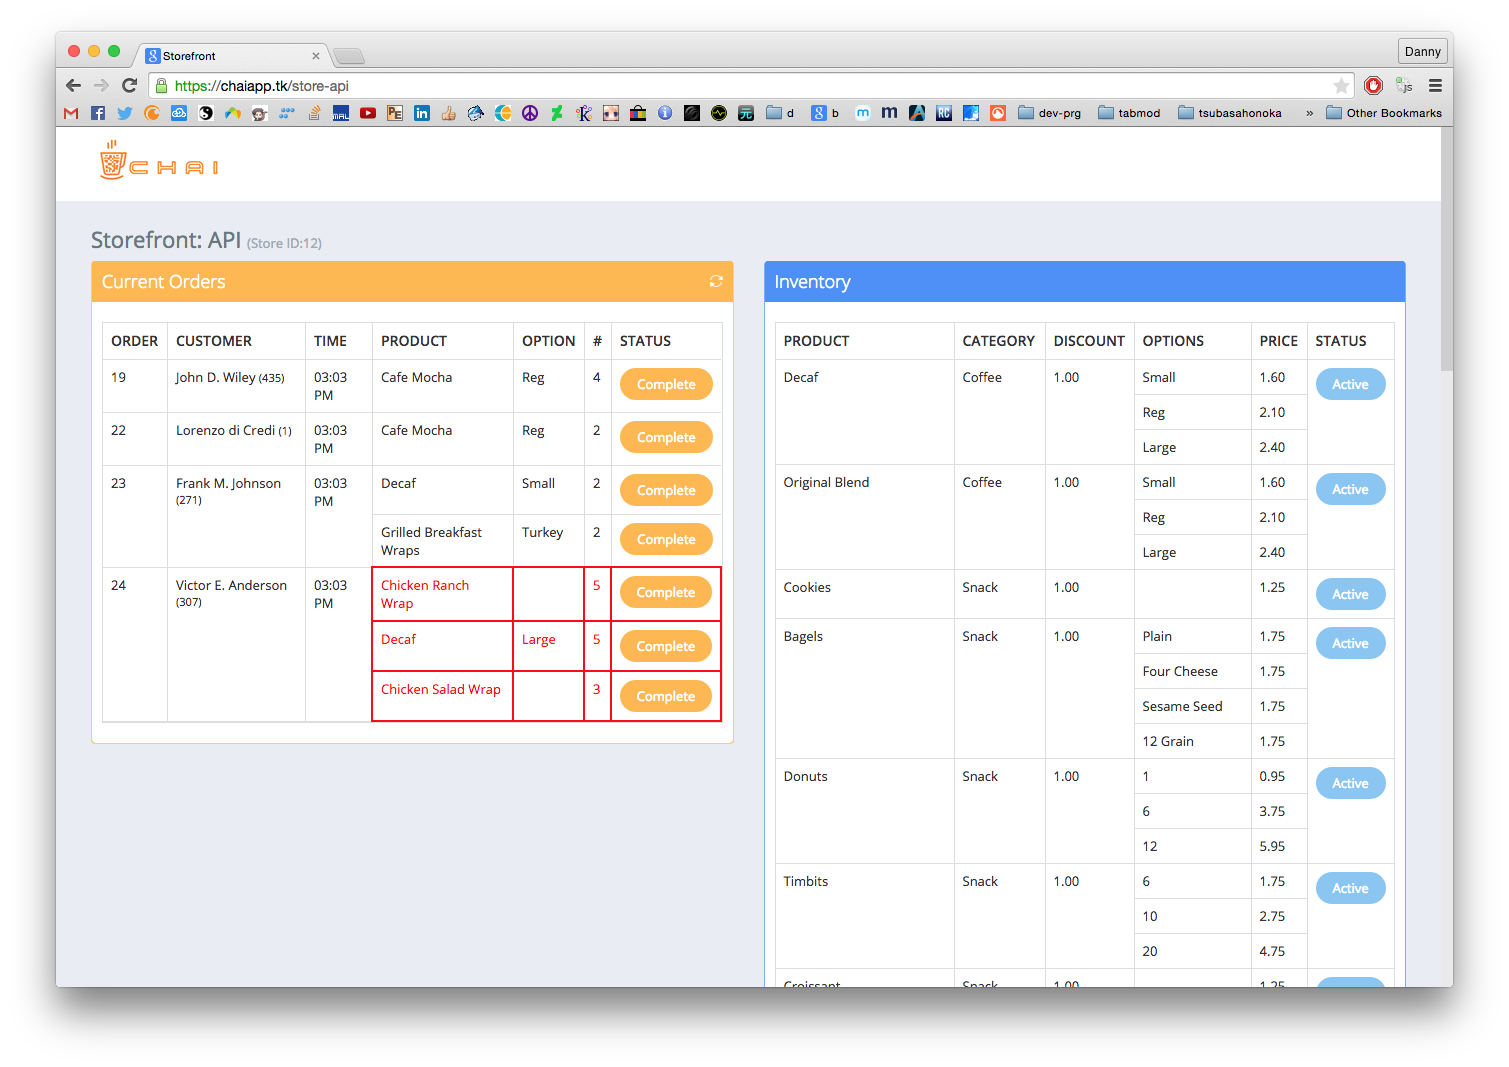 Storefront
Danny
https://chaiapp.tk/store-api
d
b
dev-prg
tabmod
tsubasahonoka
»
Other Bookmarks
CHAI
Storefront: API (Store ID:12)
Current Orders
ORDER CUSTOMER TIME PRODUCT OPTION # STATUS
19 John D. Wiley (435) 03:03 PM Cafe Mocha Reg 4 Complete
22 Lorenzo di Credi (1) 03:03 PM Cafe Mocha Reg 2 Complete
23 Frank M. Johnson (271) 03:03 PM Decaf Small 2 Complete
Grilled Breakfast Wraps Turkey 2 Complete
24 Victor E. Anderson (307) 03:03 PM Chicken Ranch Wrap 5 Complete
Decaf Large 5 Complete
Chicken Salad Wrap 3 Complete
Inventory
PRODUCT CATEGORY DISCOUNT OPTIONS PRICE STATUS
Decaf Coffee 1.00 Small 1.60 Active
Reg 2.10
Large 2.40
Original Blend Coffee 1.00 Small 1.60 Active
Reg 2.10
Large 2.40
Cookies Snack 1.00 1.25 Active
Bagels Snack 1.00 Plain 1.75 Active
Four Cheese 1.75
Sesame Seed 1.75
12 Grain 1.75
Donuts Snack 1.00 1 0.95 Active
6 3.75
12 5.95
Timbits Snack 1.00 6 1.75 Active
10 2.75
20 4.75
Croissant Snack 1.00 1.25